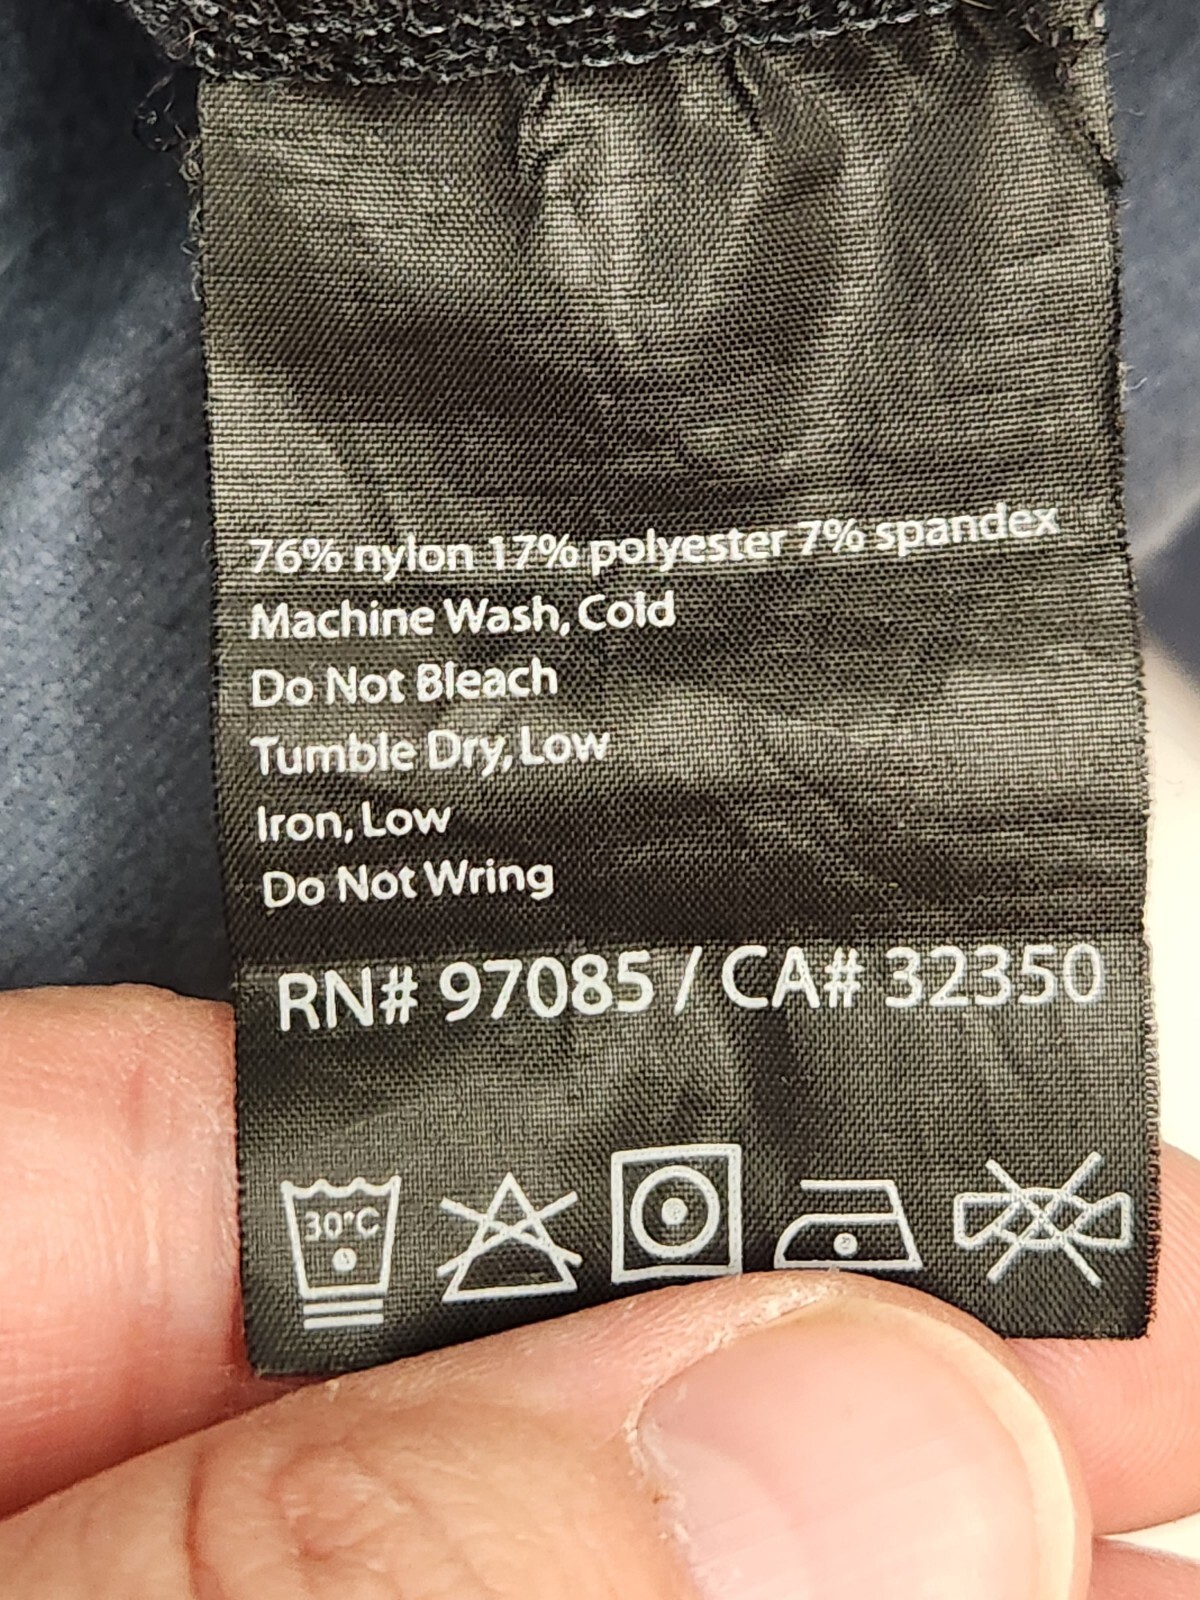 76% nylon 17% polyester 7% spandex
Machine Wash, Cold
Do Not Bleach
Tumble Dry, Low
Iron, Low
Do Not Wring
RN# 97085 / CA# 32350
30°C